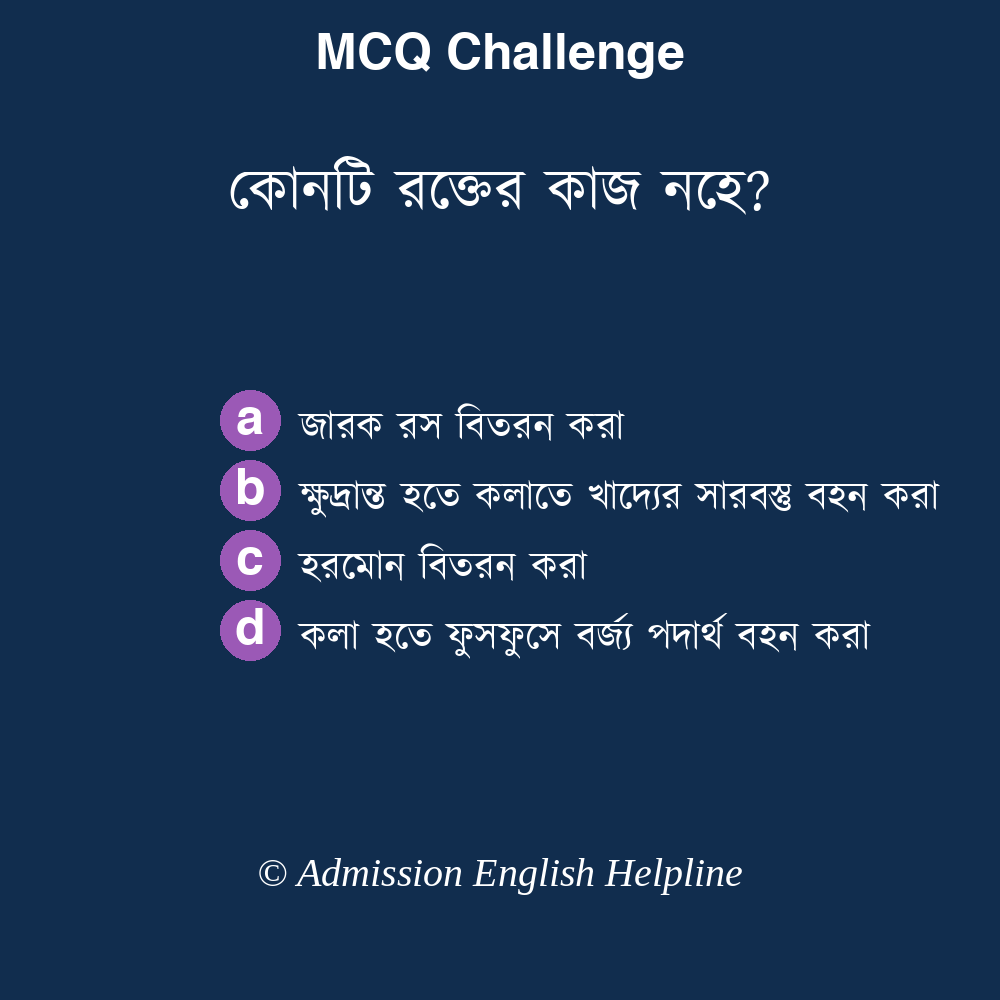 MCQ Challenge
কোনটি রক্তের কাজ নহে?
a জারক রস বিতরন করা
b ক্ষুদ্রান্ত হতে কলাতে খাদ্যের সারবস্তু বহন করা
c হরমোন বিতরন করা
d কলা হতে ফুসফুসে বর্জ্য পদার্থ বহন করা
© Admission English Helpline